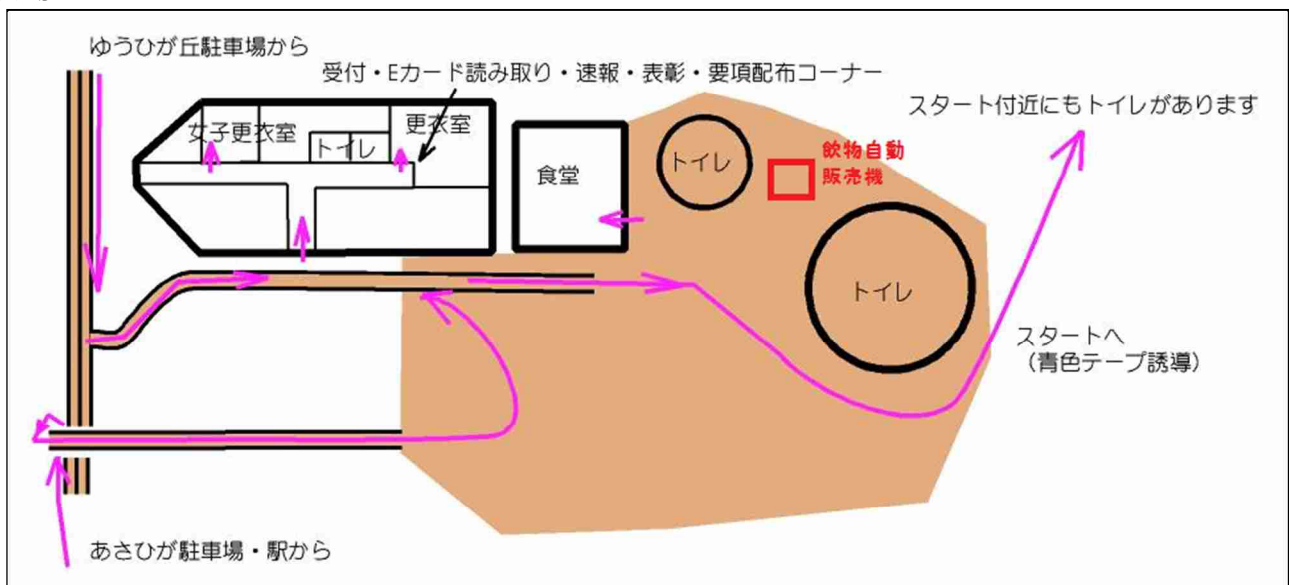 ゆうひが丘駐車場から
受付・Eカード読み取り・速報・表彰・要項配布コーナー
スタート付近にもトイレがあります
女子更衣室
トイレ
更衣室
食堂
トイレ
飲物自動
販売機
トイレ
スタートへ
（青色テープ誘導）
あさひが駐車場・駅から